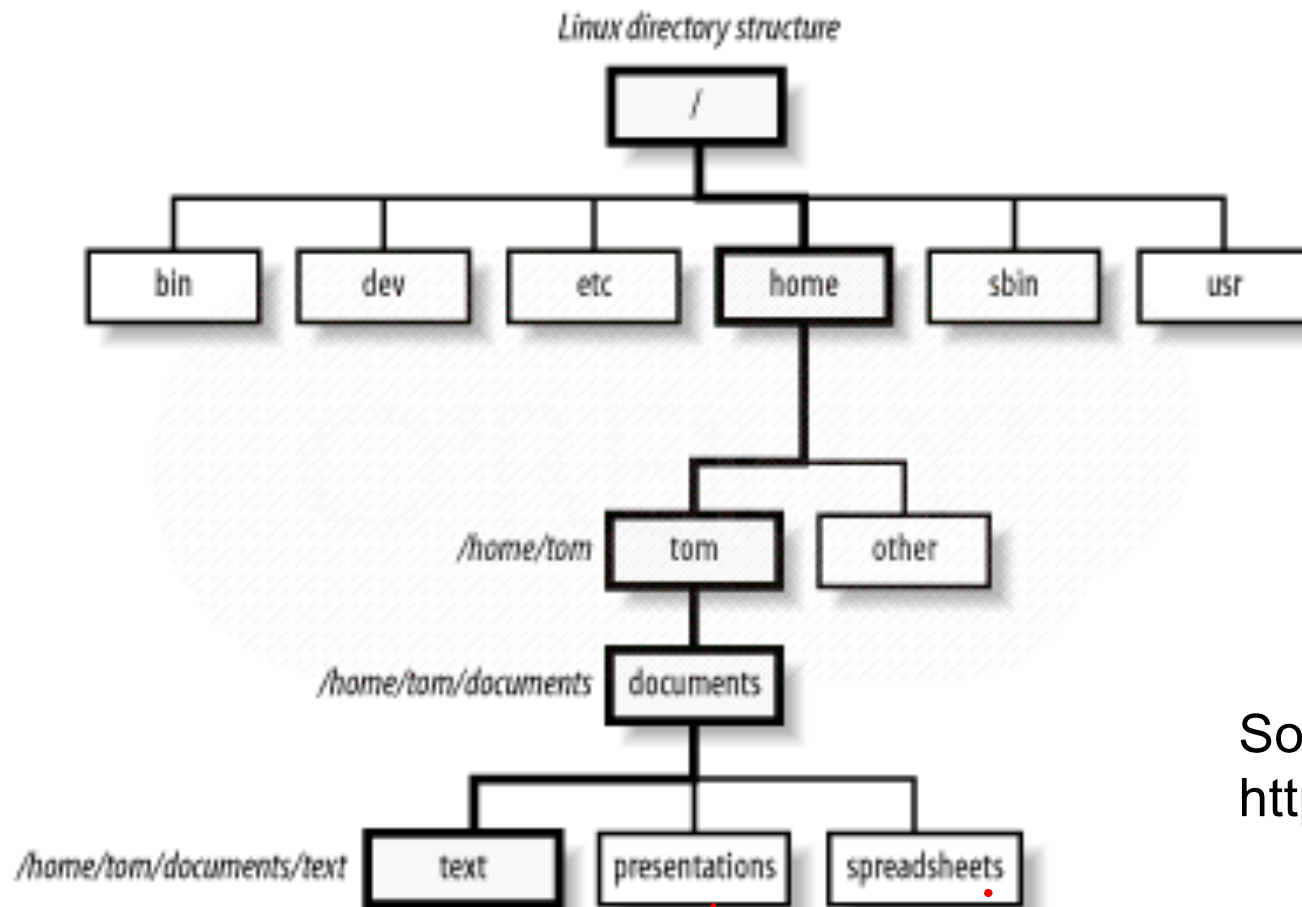 Linux directory structure
/
bin dev etc home sbin usr
/home/tom tom other
/home/tom/documents documents
So
http
/home/tom/documents/text text presentations spreadsheets